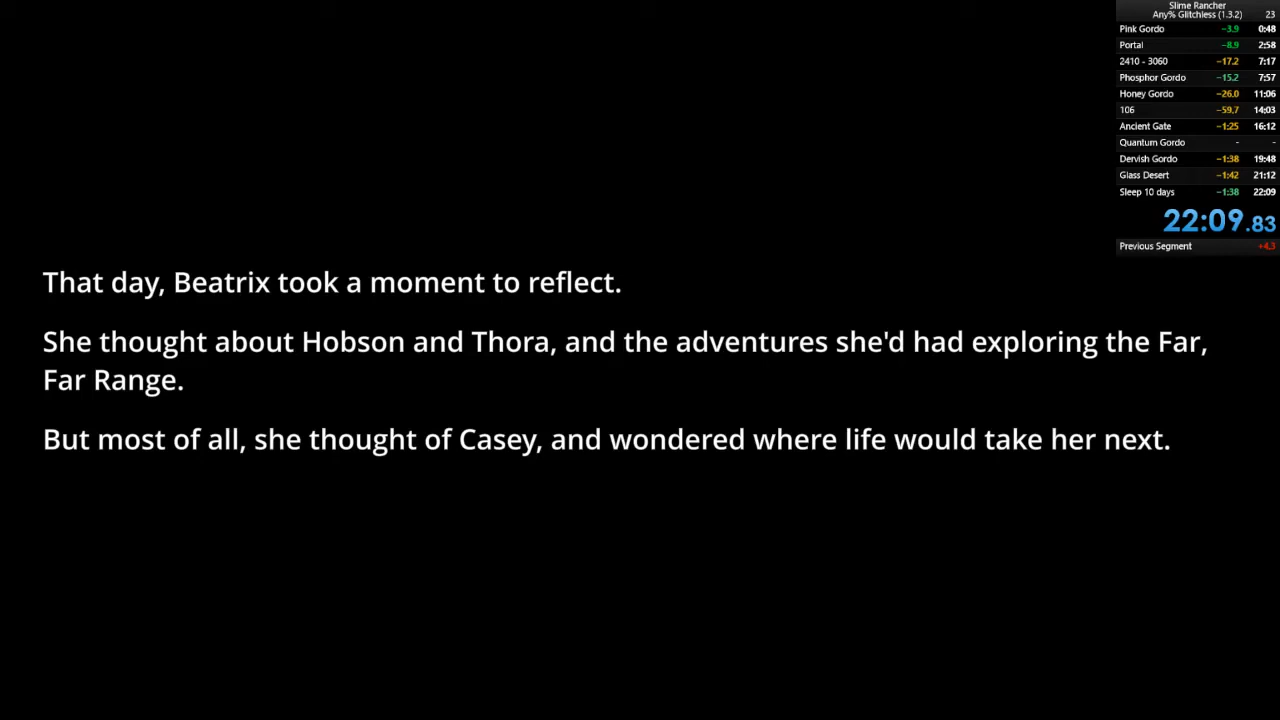 Slime Rancher
Any% Glitchless (1.3.2) 23
Pink Gordo −3.9 0:48
Portal −8.9 2:58
2410 - 3060 −17.2 7:17
Phosphor Gordo −15.2 7:57
Honey Gordo −26.0 11:06
106 −59.7 14:03
Ancient Gate −1:25 16:12
Quantum Gordo - -
Dervish Gordo −1:38 19:48
Glass Desert −1:42 21:12
Sleep 10 days −1:38 22:09
22:09.83
Previous Segment +4.3
That day, Beatrix took a moment to reflect.
She thought about Hobson and Thora, and the adventures she'd had exploring the Far,
Far Range.
But most of all, she thought of Casey, and wondered where life would take her next.